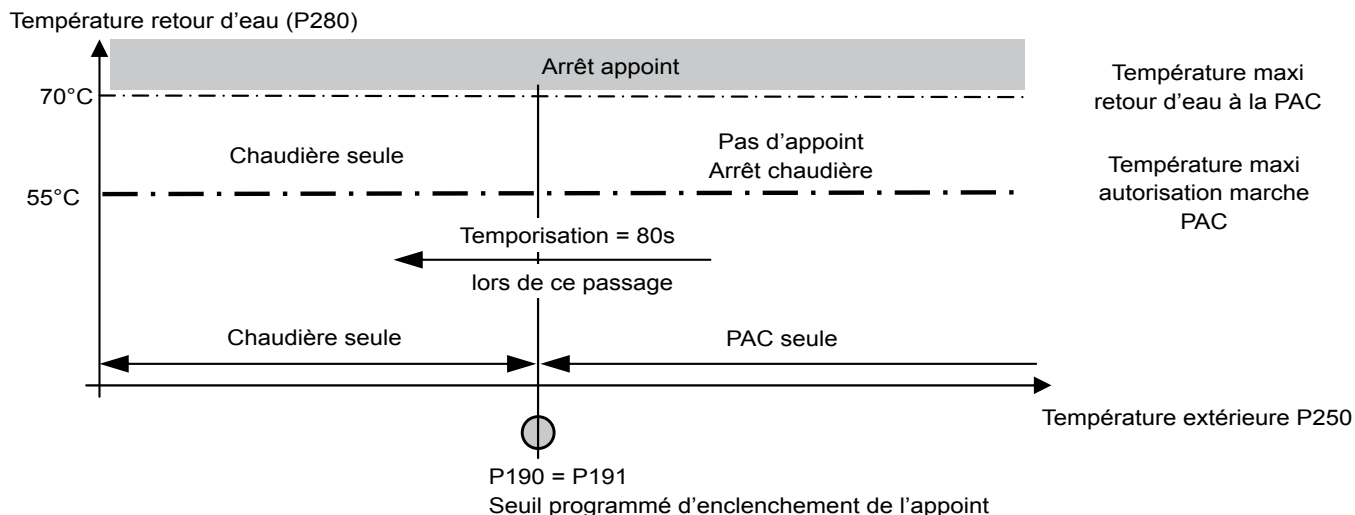 Température retour d'eau (P280)
Arrêt appoint
70°C
Température maxi
retour d'eau à la PAC
Chaudière seule
Pas d'appoint
Arrêt chaudière
55°C
Température maxi
autorisation marche
PAC
Temporisation = 80s
lors de ce passage
Chaudière seule
PAC seule
Température extérieure P250
P190 = P191
Seuil programmé d'enclenchement de l'appoint